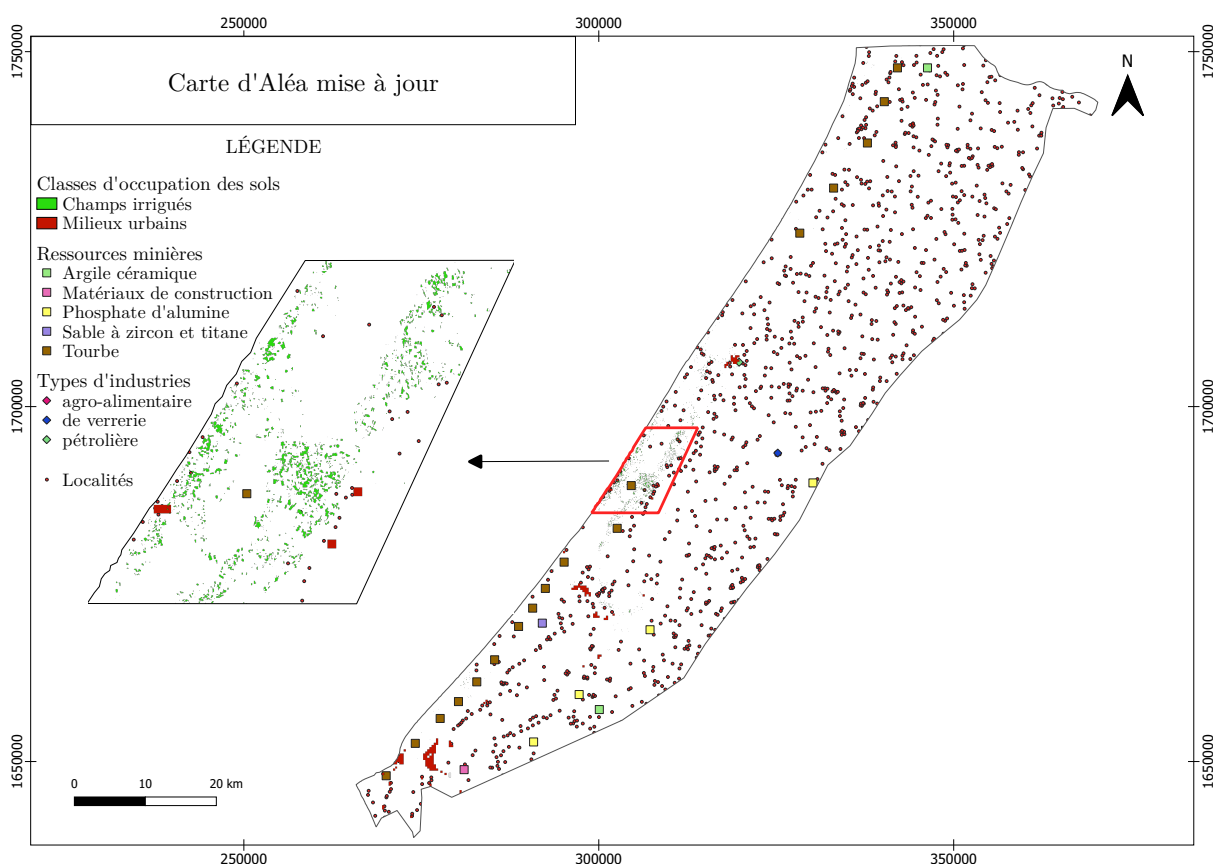 250000
300000
350000
1750000
1750000
Carte d'Aléa mise à jour
N
LÉGENDE
Classes d'occupation des sols
Champs irrigués
Milieux urbains
Ressources minières
Argile céramique
Matériaux de construction
Phosphate d'alumine
Sable à zircon et titane
Tourbe
Types d'industries
agro-alimentaire
de verrerie
pétrolière
Localités
1700000
1700000
1650000
1650000
0 10 20 km
250000
300000
350000